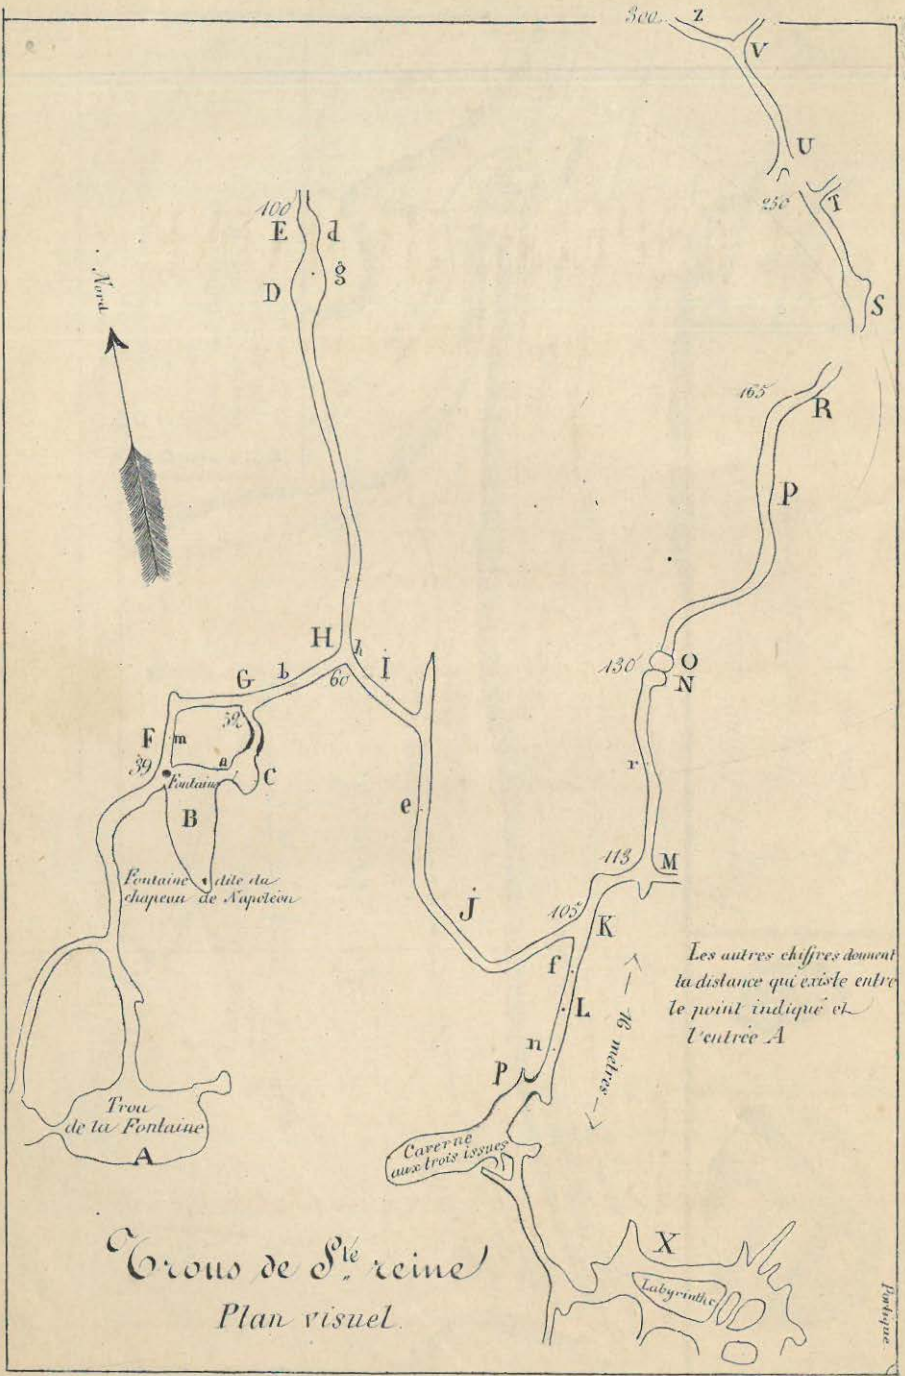 300
Z
V
U
250
T
S
100
E
d
D
g
Nord
165
R
P
H
h
I
60
G
b
F
m
39
52
a
C
Fontaine
B
Fontaine dite du
chapeau de Napoléon
130
O
N
r
e
J
113
M
105
K
f
L
n
P
16 mètres
Les autres chiffres donnent
la distance qui existe entre
le point indiqué et
l'entrée A
Trou
de la Fontaine
A
Caverne
aux trois issues
X
Labyrinthe
Trous de Ste reine
Plan visuel.